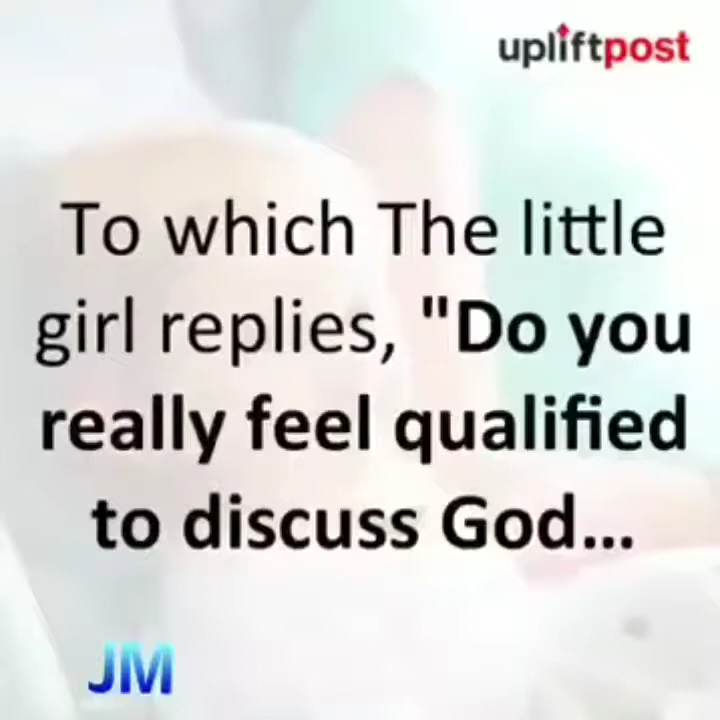 upliftpost
To which The little
girl replies, "Do you
really feel qualified
to discuss God...
JM